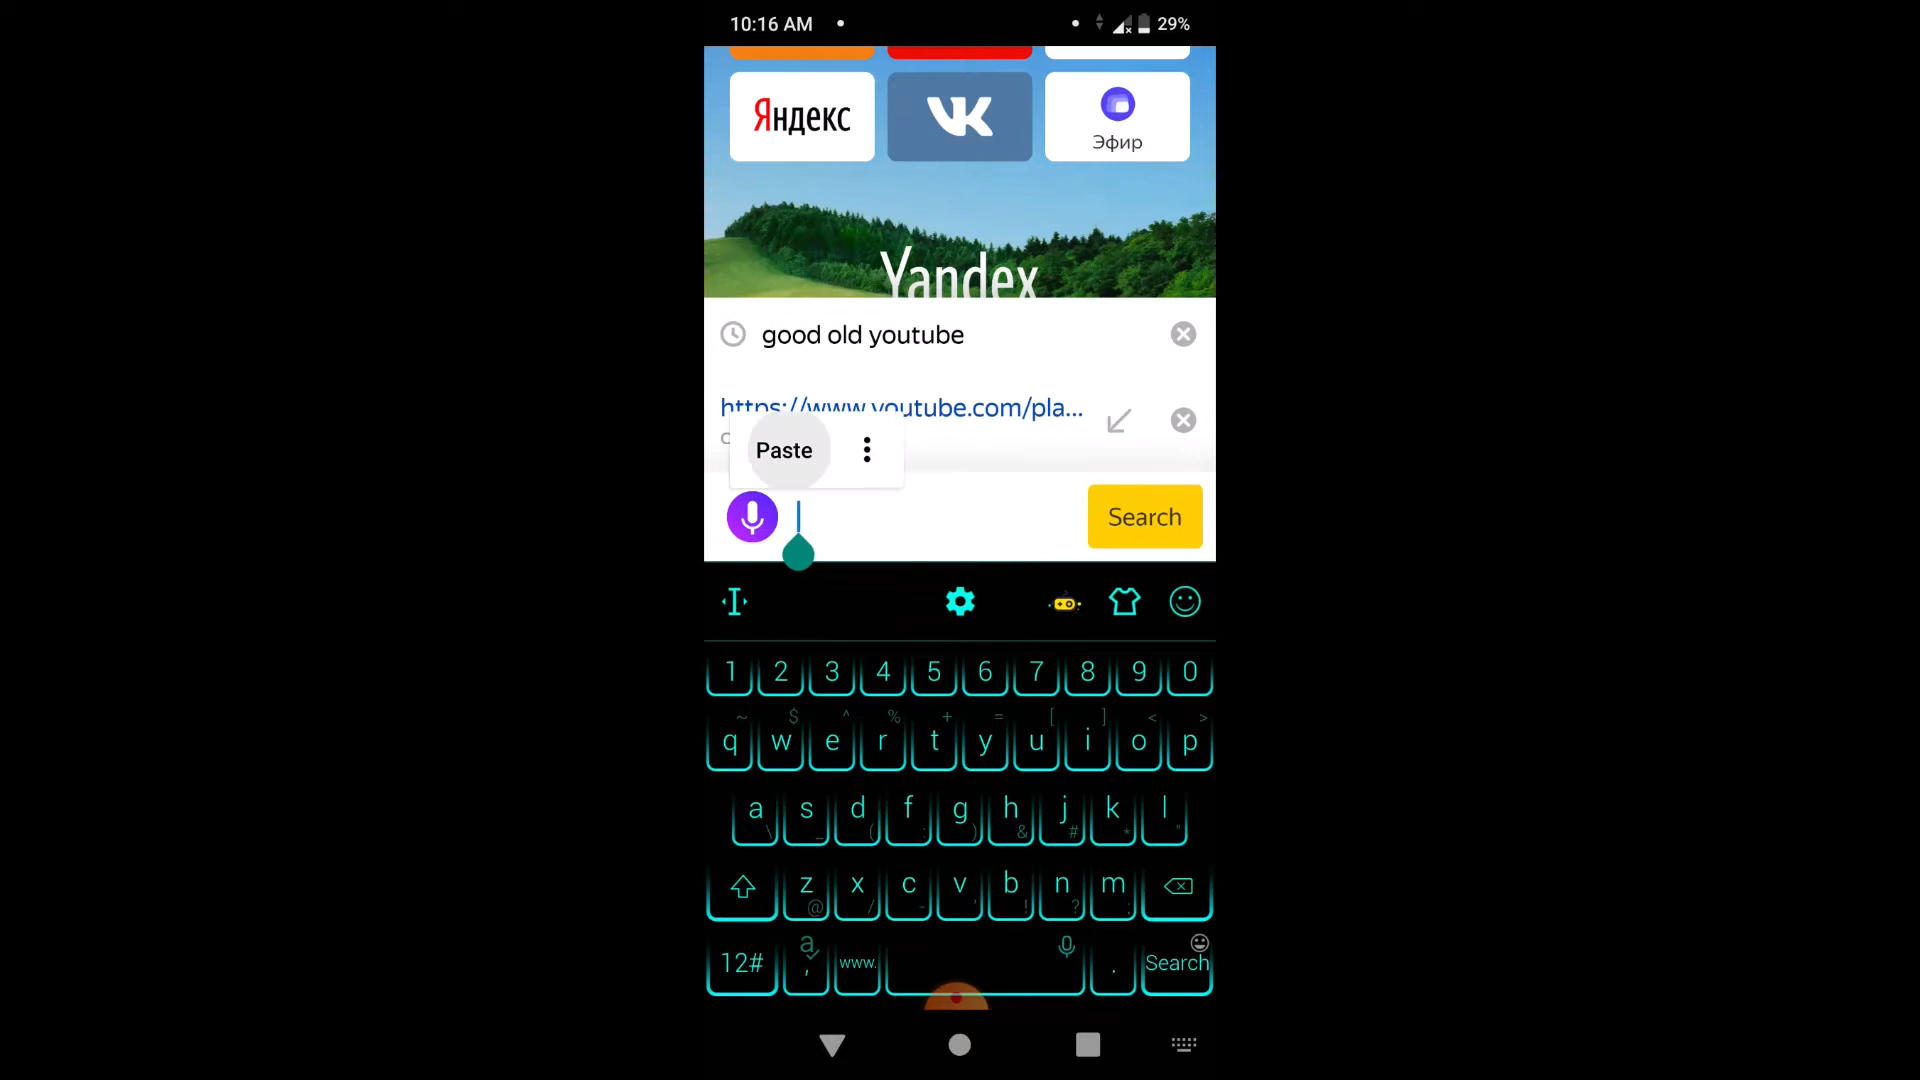 10:16 AM
29%
Яндекс
VK
Эфир
Yandex
good old youtube
https://www.youtube.com/pla...
Paste
Search
1 2 3 4 5 6 7 8 9 0
~ $ ^ % + = [ ] < >
q w e r t y u i o p
a s d f g h j k l
\ _ ( : ) & # * "
z x c v b n m
@ / - ' ! ? ;
12# , www. . Search